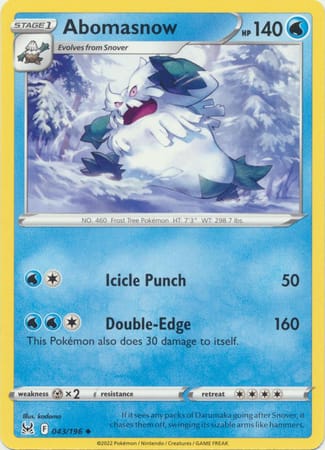 STAGE 1
Abomasnow
HP 140
Evolves from Snover
NO. 460 Frost Tree Pokémon HT: 7'3" WT: 298.7 lbs.
Icicle Punch 50
Double-Edge 160
This Pokémon also does 30 damage to itself.
weakness ×2 resistance retreat
Illus. kodama
If it sees any packs of Darumaka going after Snover, it
chases them off, swinging its sizable arms like hammers.
F 043/196
©2022 Pokémon / Nintendo / Creatures / GAME FREAK